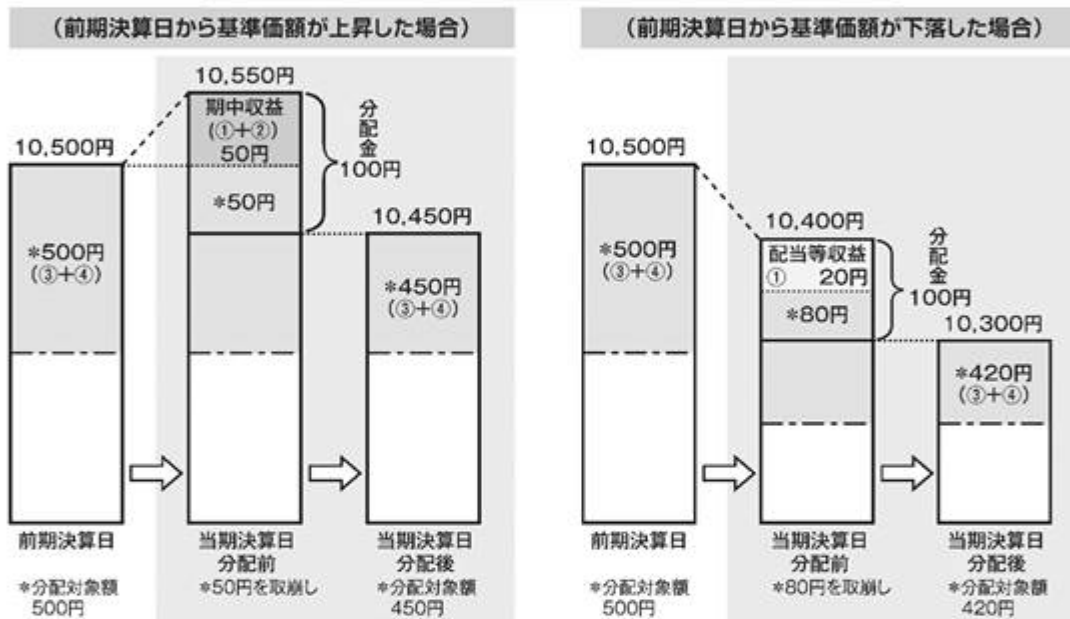 (前期決算日から基準価額が上昇した場合)
10,550円
期中収益
(①+②)
50円
*50円
分配金
100円
10,500円
*500円
(③+④)
10,450円
*450円
(③+④)
前期決算日
*分配対象額
500円
当期決算日
分配前
*50円を取崩し
当期決算日
分配後
*分配対象額
450円
(前期決算日から基準価額が下落した場合)
10,500円
*500円
(③+④)
10,400円
配当等収益
① 20円
*80円
分配金
100円
10,300円
*420円
(③+④)
前期決算日
*分配対象額
500円
当期決算日
分配前
*80円を取崩し
当期決算日
分配後
*分配対象額
420円